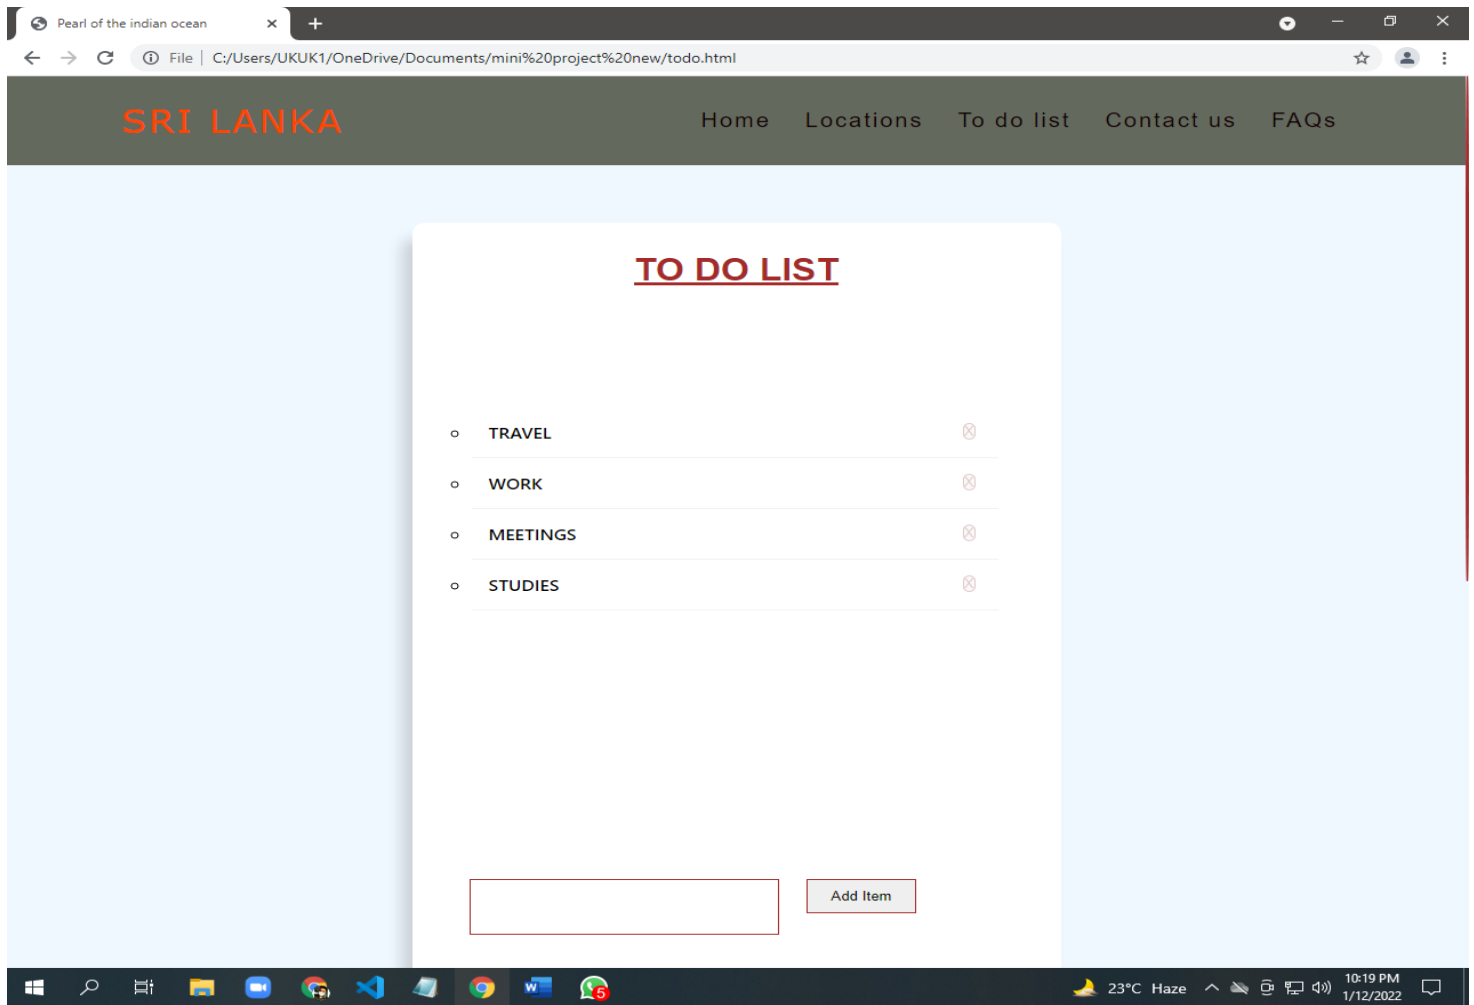 Pearl of the indian ocean
File | C:/Users/UKUK1/OneDrive/Documents/mini%20project%20new/todo.html
SRI LANKA Home Locations To do list Contact us FAQs
TO DO LIST
TRAVEL
WORK
MEETINGS
STUDIES
Add Item
5
23°C Haze
10:19 PM
1/12/2022